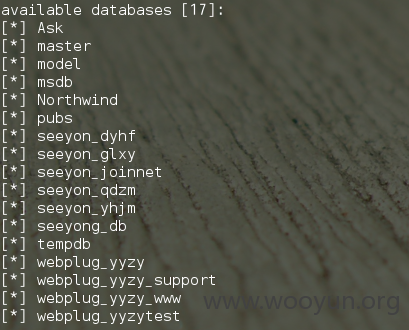 available databases [17]:
[*] Ask
[*] master
[*] model
[*] msdb
[*] Northwind
[*] pubs
[*] seeyon_dyhf
[*] seeyon_glxy
[*] seeyon_joinnet
[*] seeyon_qdzm
[*] seeyon_yhjm
[*] seeyong_db
[*] tempdb
[*] webplug_yyzy
[*] webplug_yyzy_support
[*] webplug_yyzy_www
[*] webplug_yyzytest
www.wooyun.org